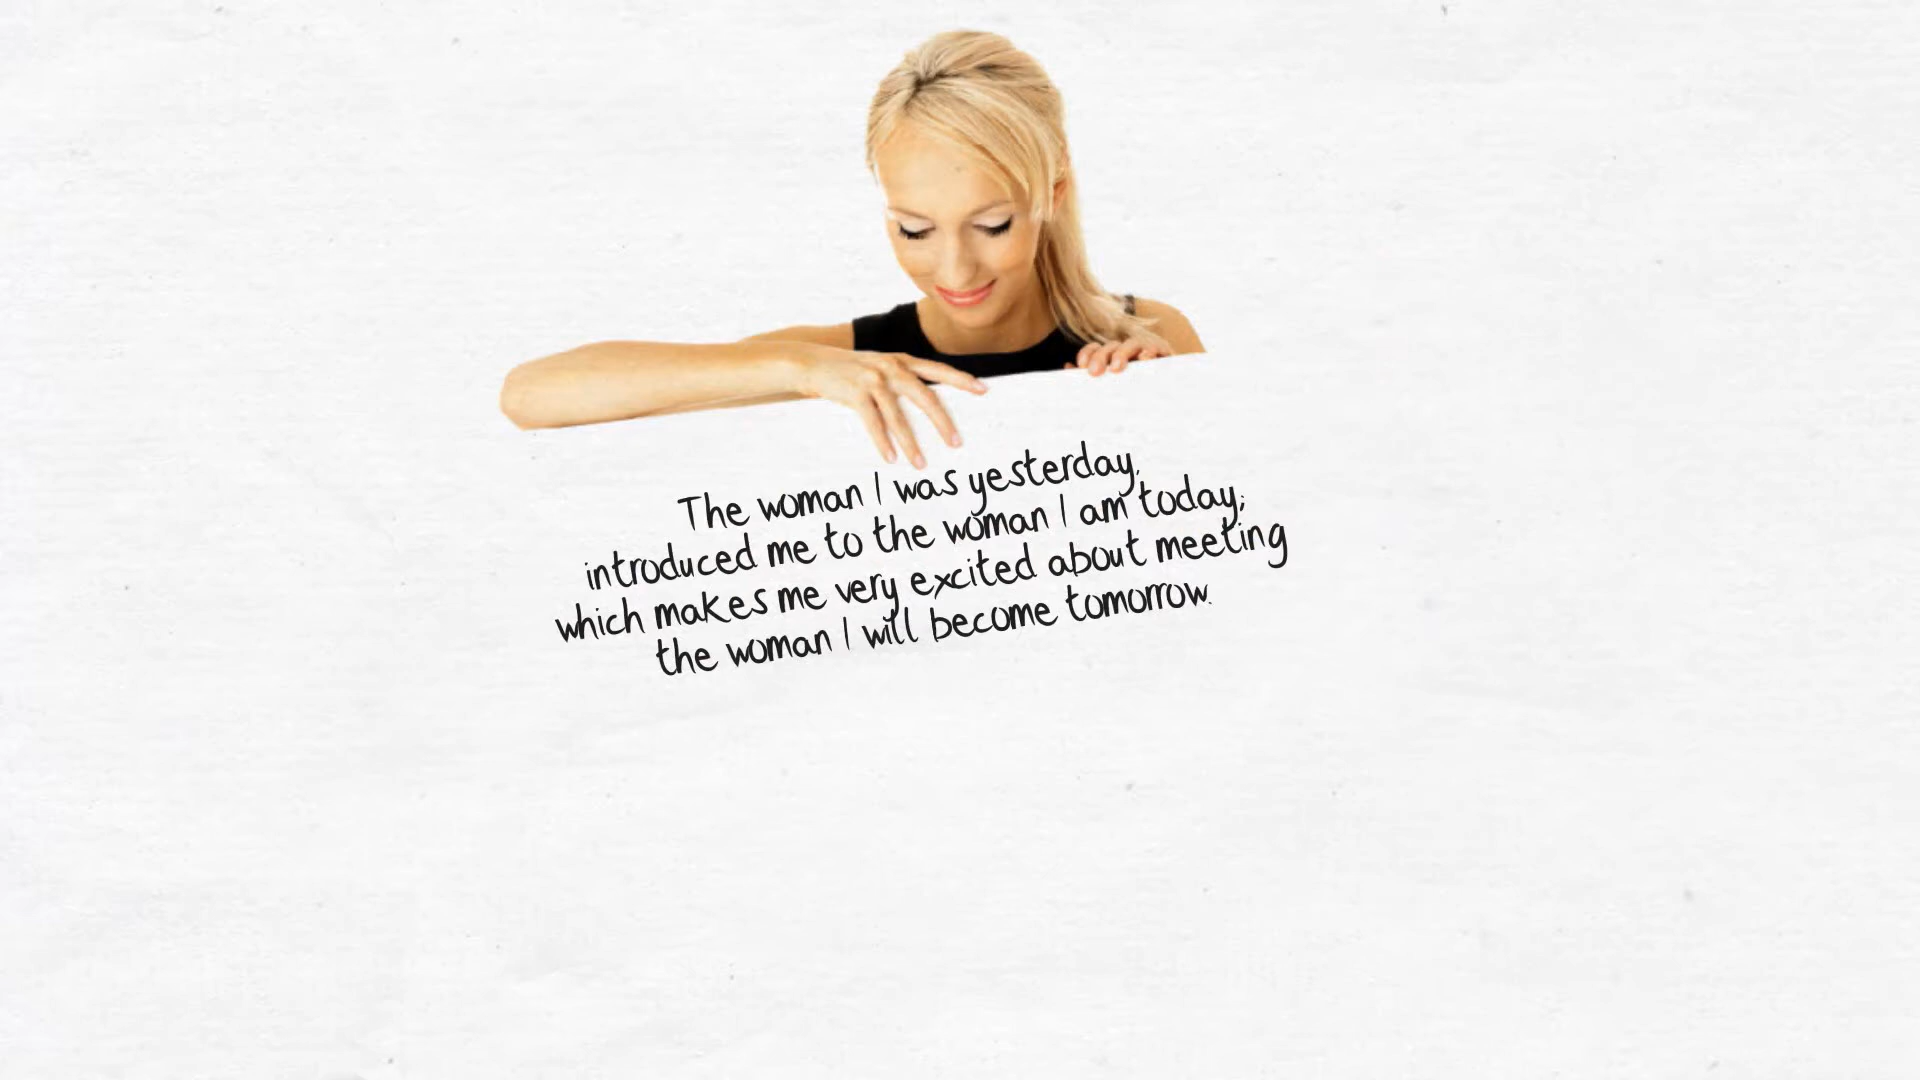 The woman I was yesterday,
introduced me to the woman I am today;
which makes me very excited about meeting
the woman I will become tomorrow.